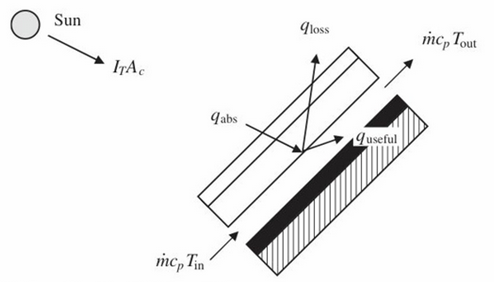 Sun
I_T A_c
q_loss
ṁc_p T_out
q_abs
q_useful
ṁc_p T_in